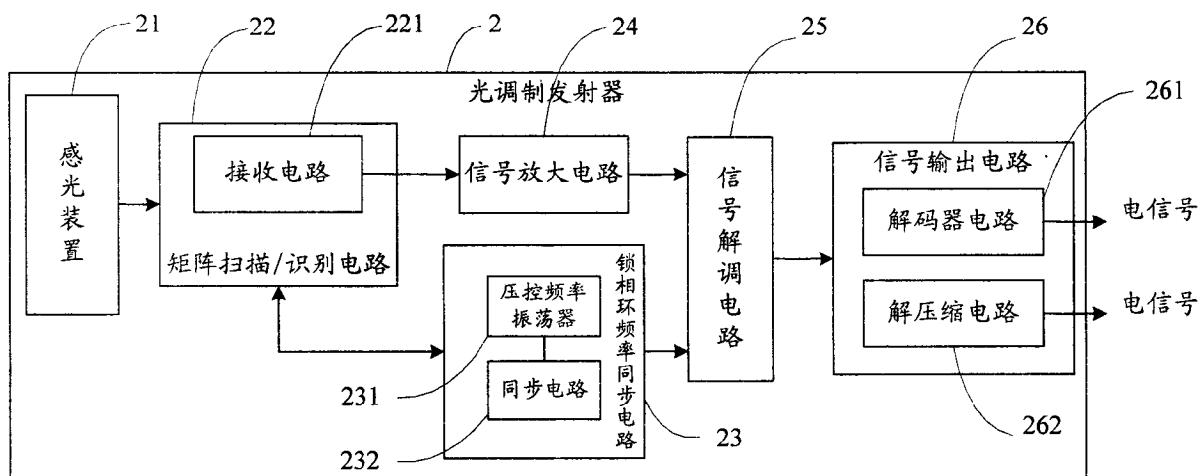 21
22
221
2
24
25
26
261
光调制发射器
感光装置
接收电路
矩阵扫描/识别电路
信号放大电路
信号解调电路
信号输出电路
解码器电路
电信号
解压缩电路
电信号
压控频率
振荡器
同步电路
锁相环频率同步电路
231
232
23
262